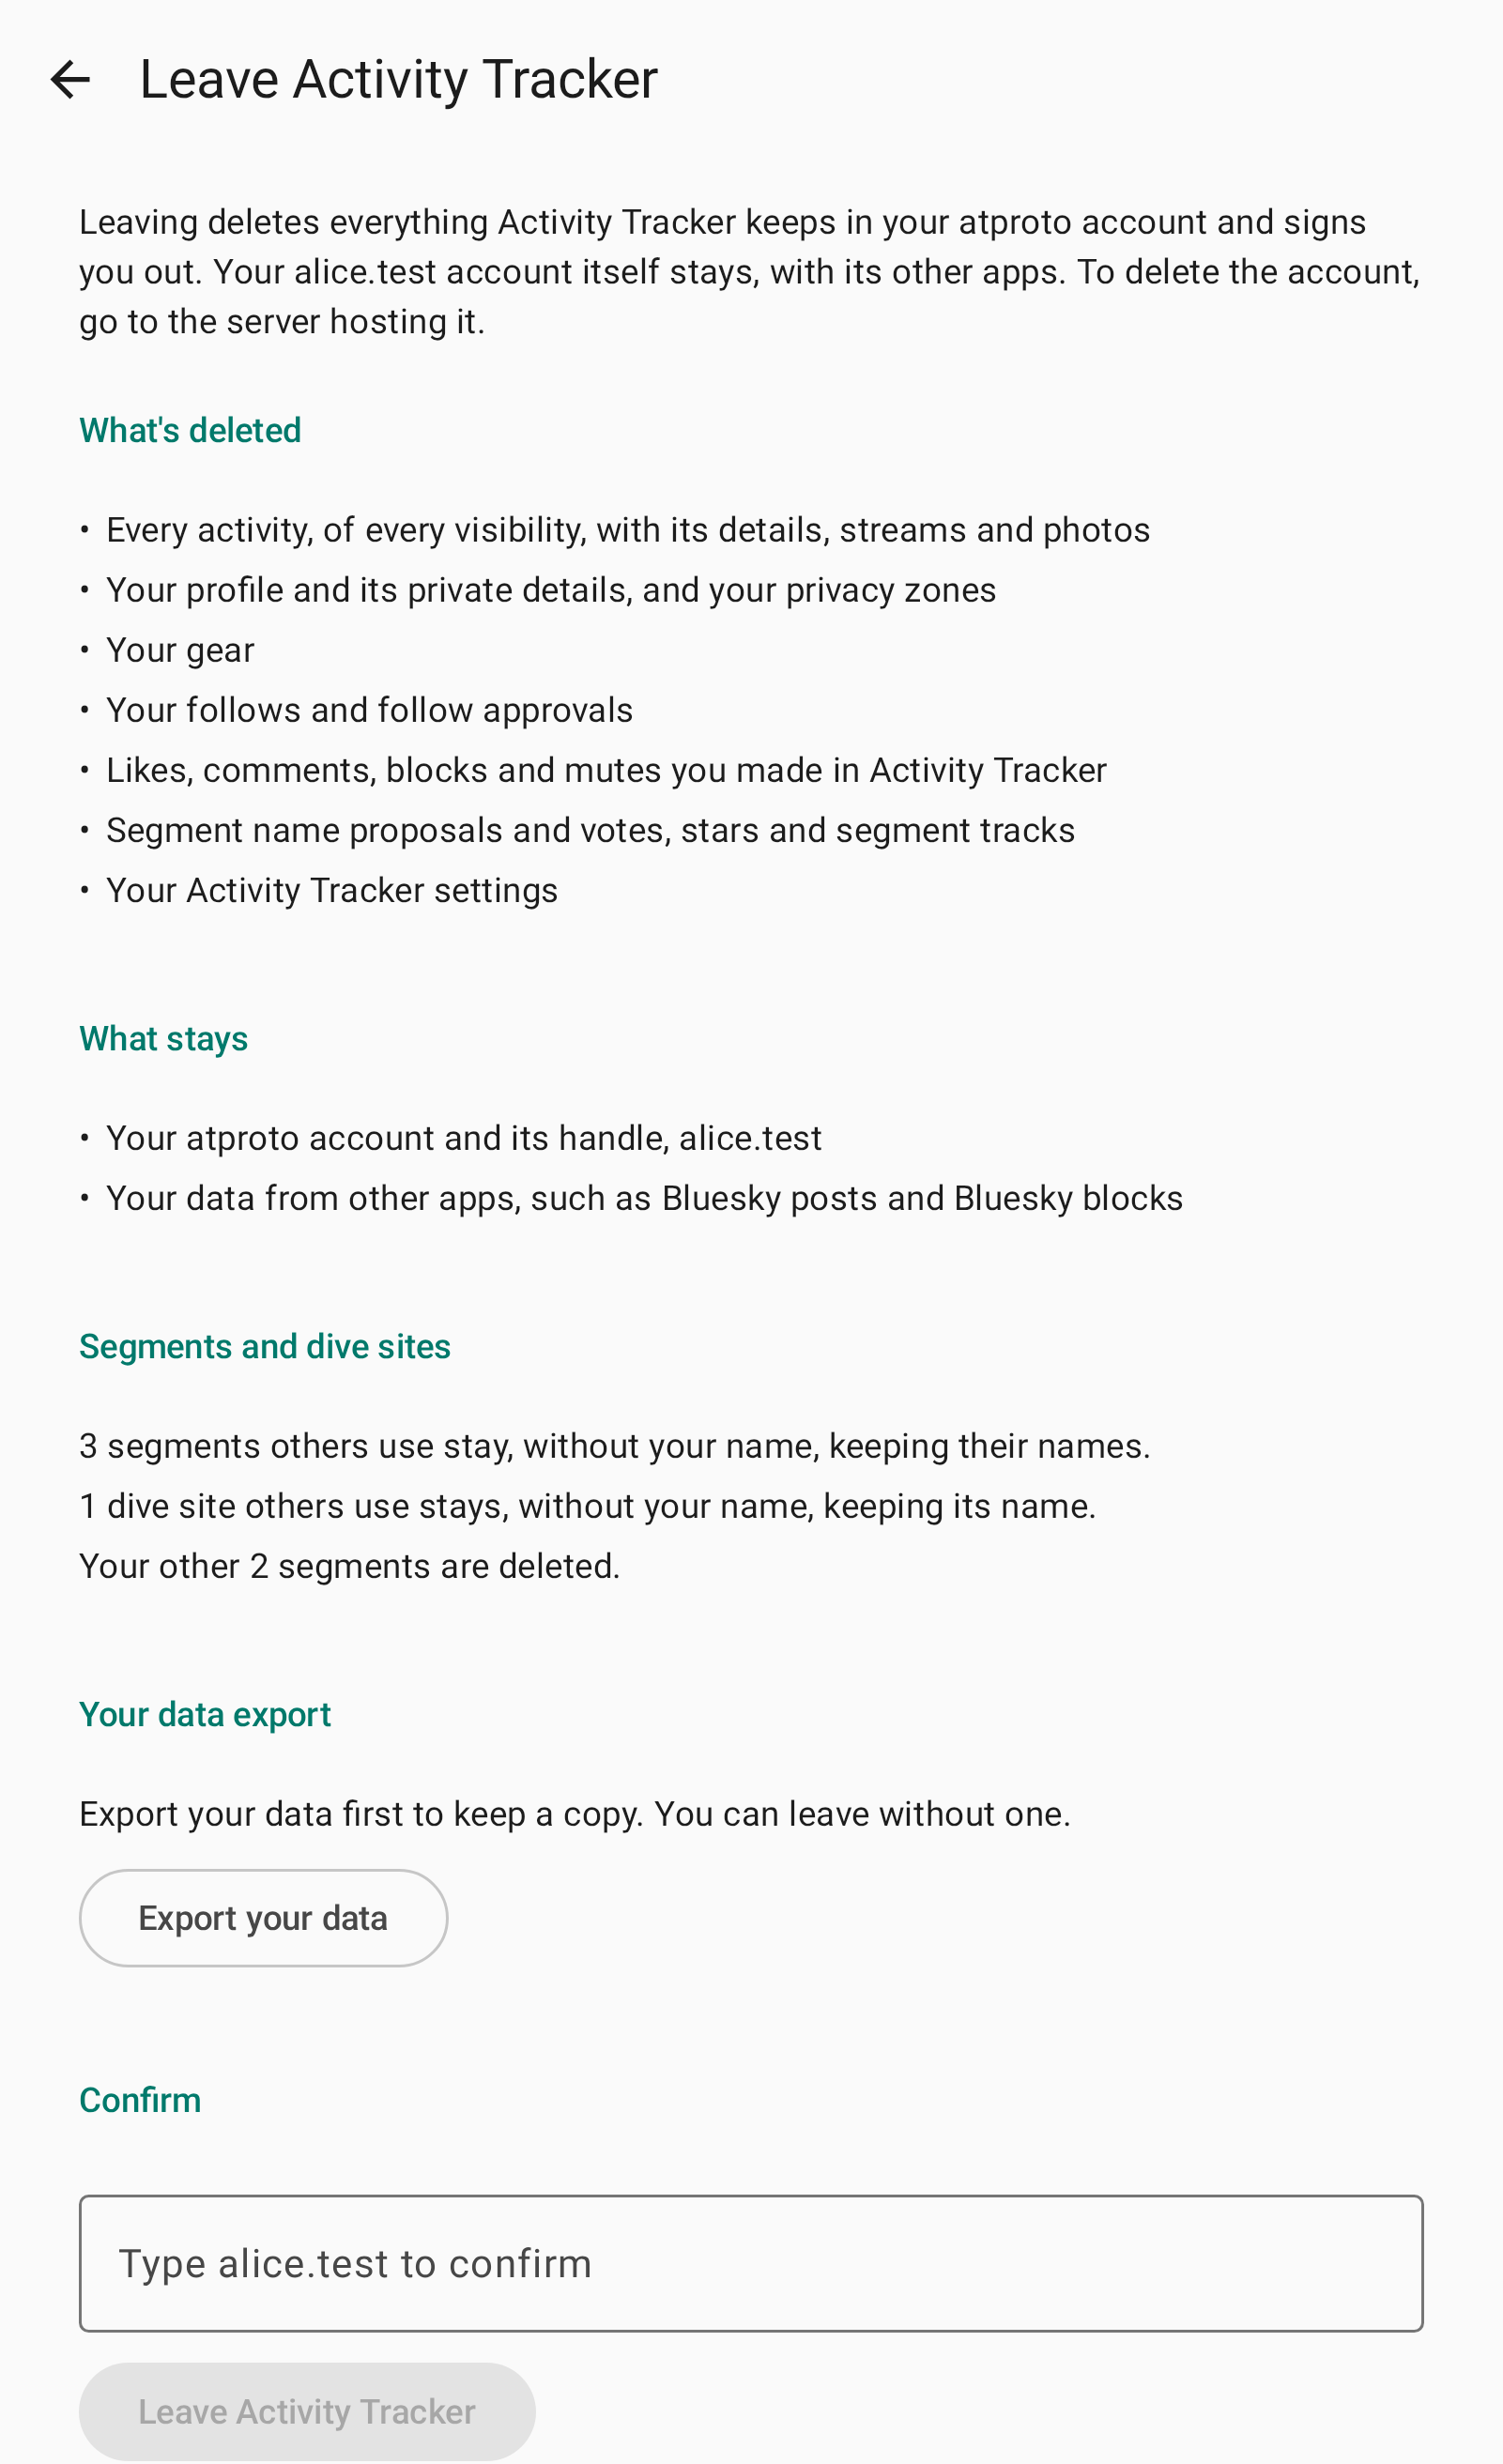 Leave Activity Tracker
Leaving deletes everything Activity Tracker keeps in your atproto account and signs
you out. Your alice.test account itself stays, with its other apps. To delete the account,
go to the server hosting it.
What's deleted
• Every activity, of every visibility, with its details, streams and photos
• Your profile and its private details, and your privacy zones
• Your gear
• Your follows and follow approvals
• Likes, comments, blocks and mutes you made in Activity Tracker
• Segment name proposals and votes, stars and segment tracks
• Your Activity Tracker settings
What stays
• Your atproto account and its handle, alice.test
• Your data from other apps, such as Bluesky posts and Bluesky blocks
Segments and dive sites
3 segments others use stay, without your name, keeping their names.
1 dive site others use stays, without your name, keeping its name.
Your other 2 segments are deleted.
Your data export
Export your data first to keep a copy. You can leave without one.
Export your data
Confirm
Type alice.test to confirm
Leave Activity Tracker